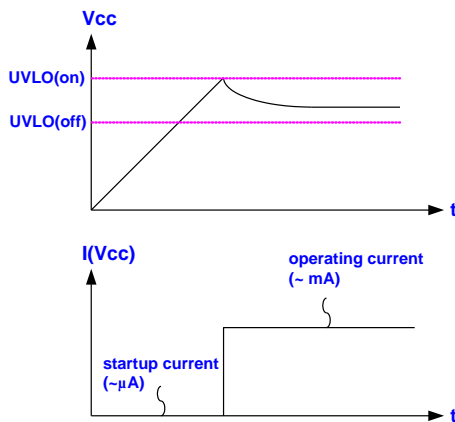 Vcc
UVLO(on)
UVLO(off)
t
I(Vcc)
operating current
(~ mA)
startup current
(~μA)
t